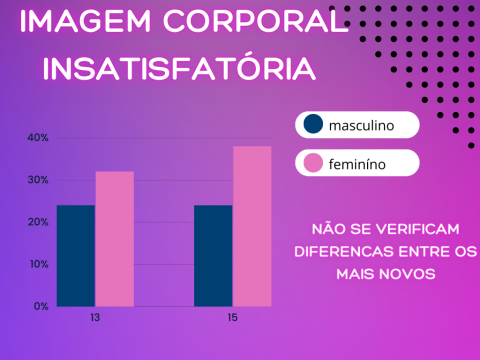 IMAGEM CORPORAL
INSATISFATÓRIA
masculino
feminíno
40%
30%
20%
10%
0%
13
15
NÃO SE VERIFICAM
DIFERENCAS ENTRE OS
MAIS NOVOS